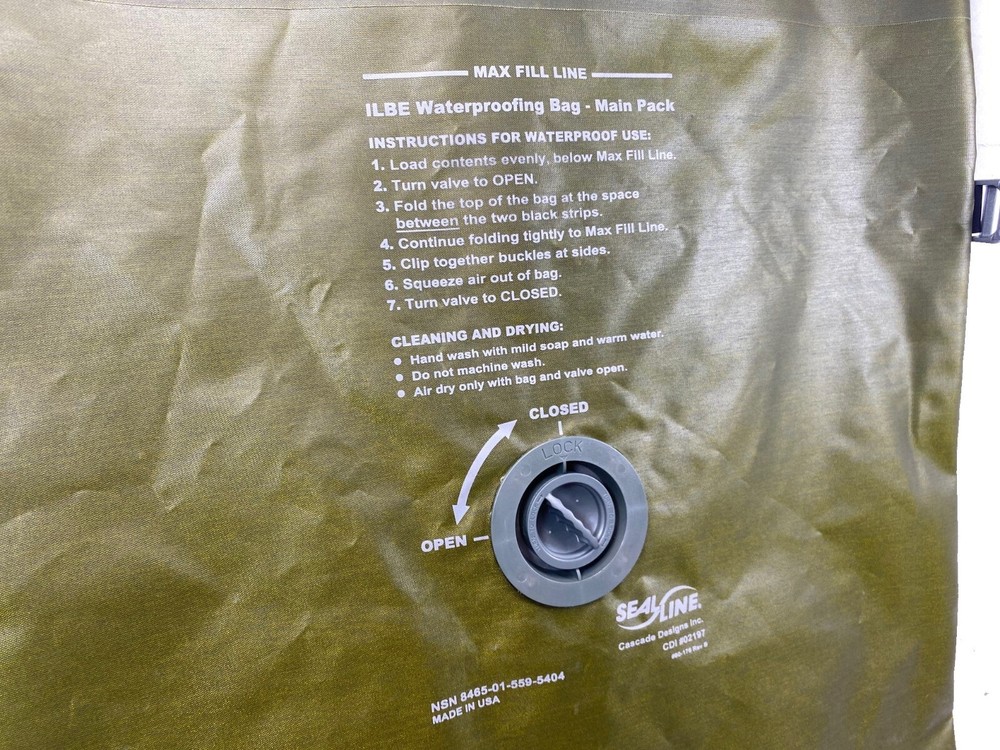 MAX FILL LINE
ILBE Waterproofing Bag - Main Pack
INSTRUCTIONS FOR WATERPROOF USE:
1. Load contents evenly, below Max Fill Line.
2. Turn valve to OPEN.
3. Fold the top of the bag at the space
between the two black strips.
4. Continue folding tightly to Max Fill Line.
5. Clip together buckles at sides.
6. Squeeze air out of bag.
7. Turn valve to CLOSED.
CLEANING AND DRYING:
● Hand wash with mild soap and warm water.
● Do not machine wash.
● Air dry only with bag and valve open.
CLOSED
LOCK
OPEN
SEAL LINE.
Cascade Designs Inc.
CDI #02197
Rev B
NSN 8465-01-559-5404
MADE IN USA